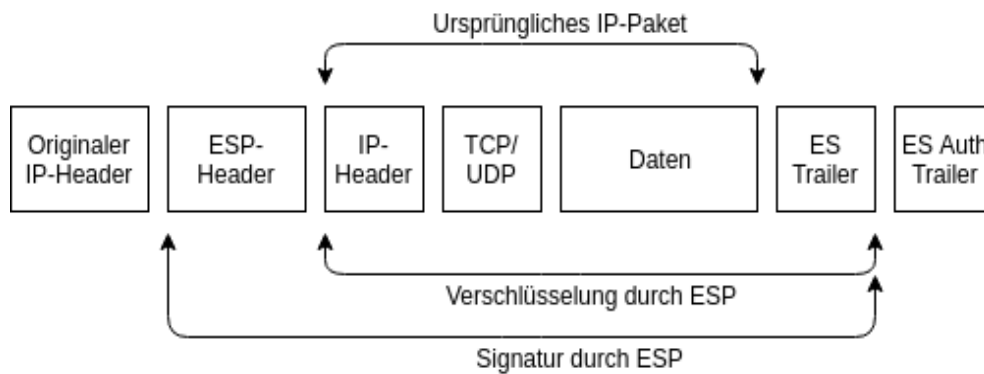 Ursprüngliches IP-Paket
Originaler
IP-Header
ESP-
Header
IP-
Header
TCP/
UDP
Daten
ES
Trailer
ES Auth
Trailer
Verschlüsselung durch ESP
Signatur durch ESP